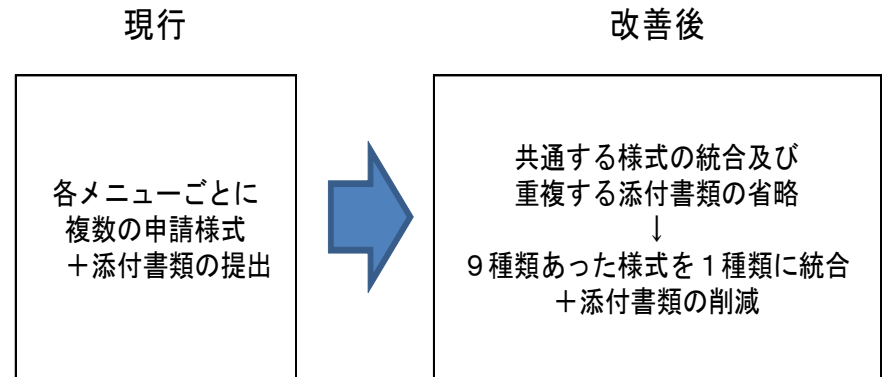 現行
各メニューごとに
複数の申請様式
＋添付書類の提出
改善後
共通する様式の統合及び
重複する添付書類の省略
↓
９種類あった様式を１種類に統合
＋添付書類の削減